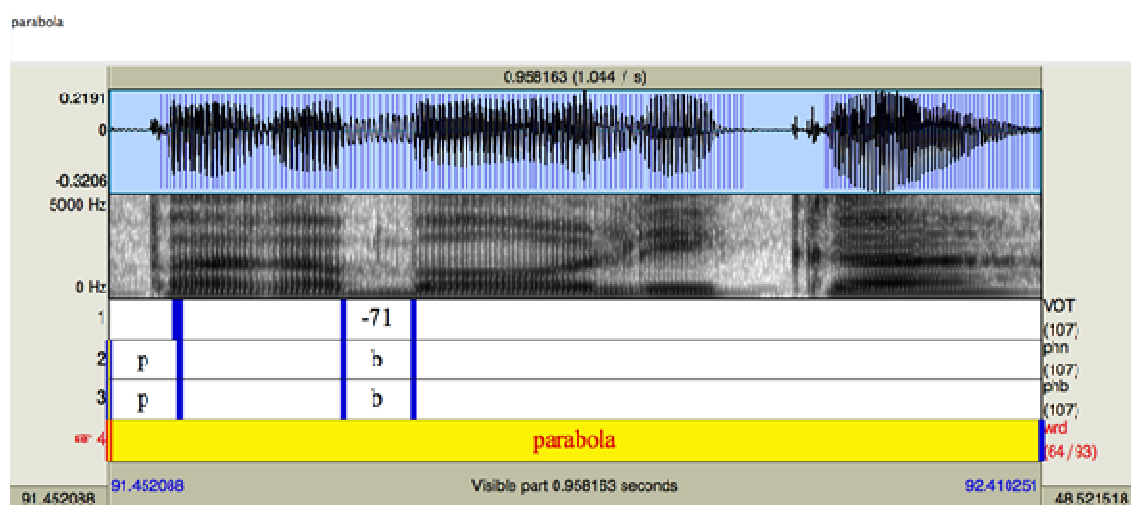 parabola
0.958163 (1.044 / s)
0.2191
0
-0.3206
5000 Hz
0 Hz
1 -71 VOT
(107)
2 p b phn
(107)
3 p b phb
(107)
4 parabola wrd
(64/93)
91.452088 Visible part 0.958163 seconds 92.410251
91.452088 48.521518